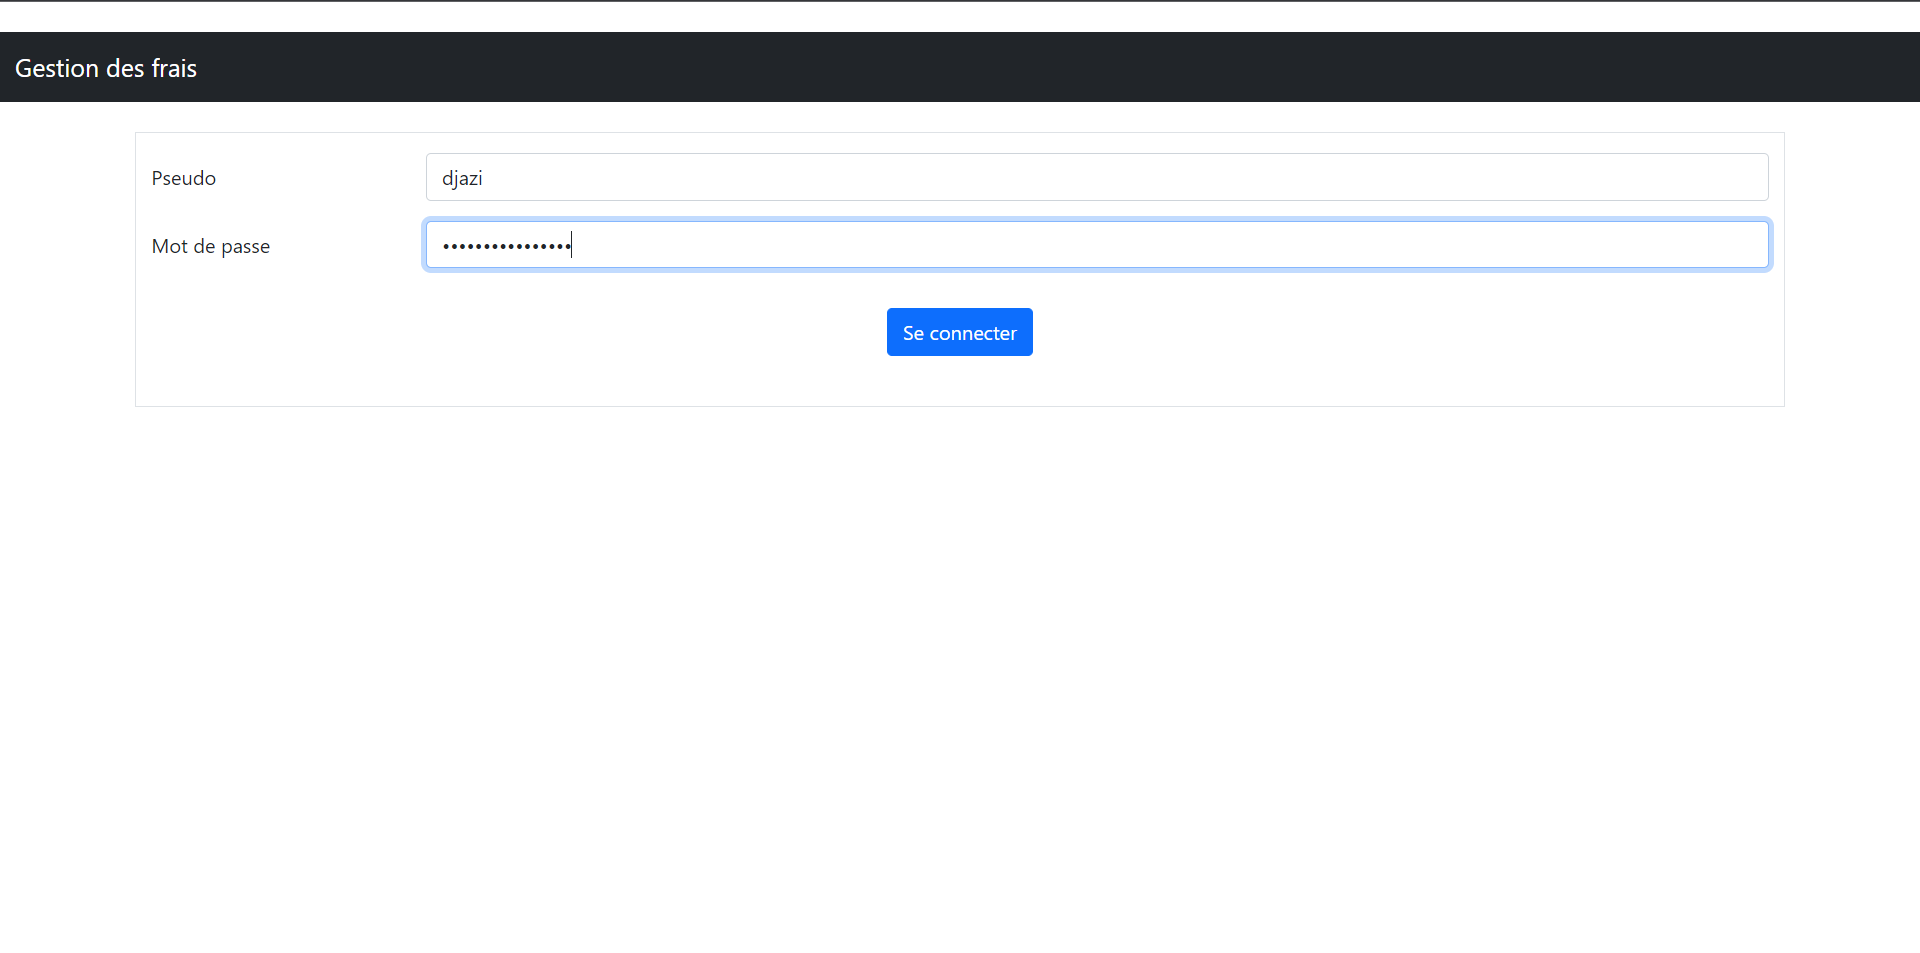 Gestion des frais
Pseudo djazi
Mot de passe ••••••••••••••••
Se connecter